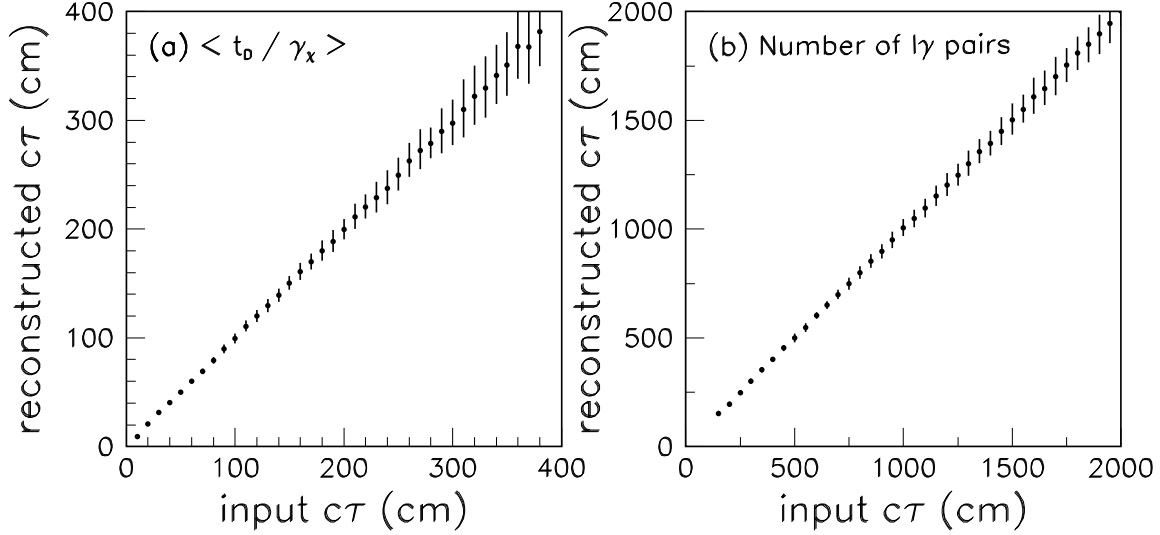 (a) < t_D / γ_χ >
reconstructed cτ (cm)
400
300
200
100
0
0 100 200 300 400
input cτ (cm)
(b) Number of lγ pairs
reconstructed cτ (cm)
2000
1500
1000
500
0
0 500 1000 1500 2000
input cτ (cm)